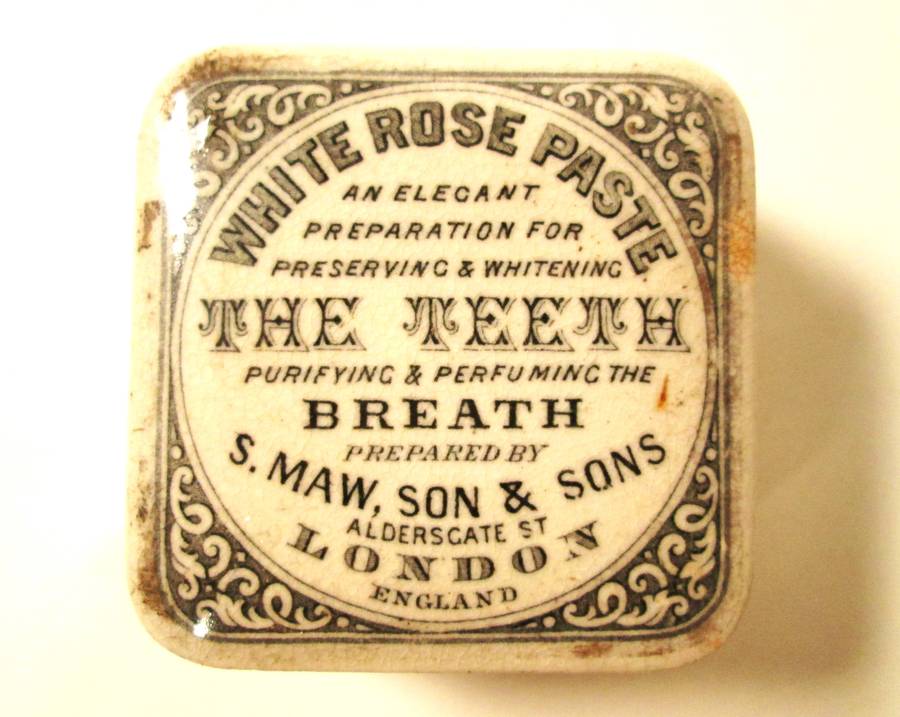 WHITE ROSE PASTE
AN ELEGANT
PREPARATION FOR
PRESERVING & WHITENING
THE TEETH
PURIFYING & PERFUMING THE
BREATH
PREPARED BY
S. MAW, SON & SONS
ALDERSGATE ST
LONDON
ENGLAND